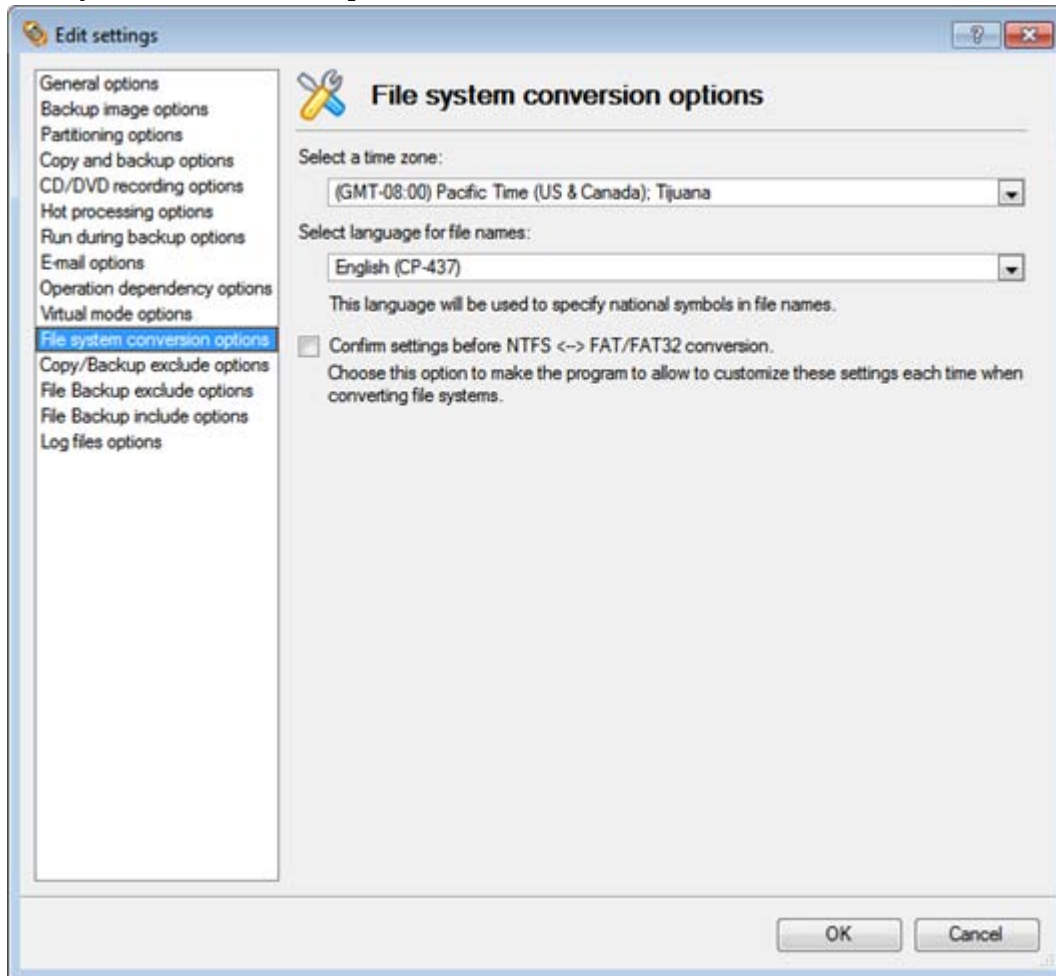 Edit settings
General options
Backup image options
Partitioning options
Copy and backup options
CD/DVD recording options
Hot processing options
Run during backup options
E-mail options
Operation dependency options
Virtual mode options
File system conversion options
Copy/Backup exclude options
File Backup exclude options
File Backup include options
Log files options
File system conversion options
Select a time zone:
(GMT-08:00) Pacific Time (US & Canada); Tijuana
Select language for file names:
English (CP-437)
This language will be used to specify national symbols in file names.
Confirm settings before NTFS <--> FAT/FAT32 conversion.
Choose this option to make the program to allow to customize these settings each time when
converting file systems.
OK
Cancel